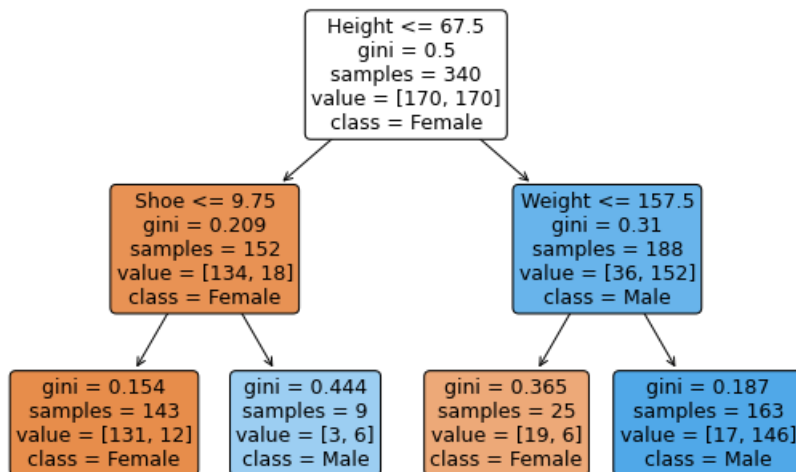 Height <= 67.5
gini = 0.5
samples = 340
value = [170, 170]
class = Female
Shoe <= 9.75
gini = 0.209
samples = 152
value = [134, 18]
class = Female
Weight <= 157.5
gini = 0.31
samples = 188
value = [36, 152]
class = Male
gini = 0.154
samples = 143
value = [131, 12]
class = Female
gini = 0.444
samples = 9
value = [3, 6]
class = Male
gini = 0.365
samples = 25
value = [19, 6]
class = Female
gini = 0.187
samples = 163
value = [17, 146]
class = Male